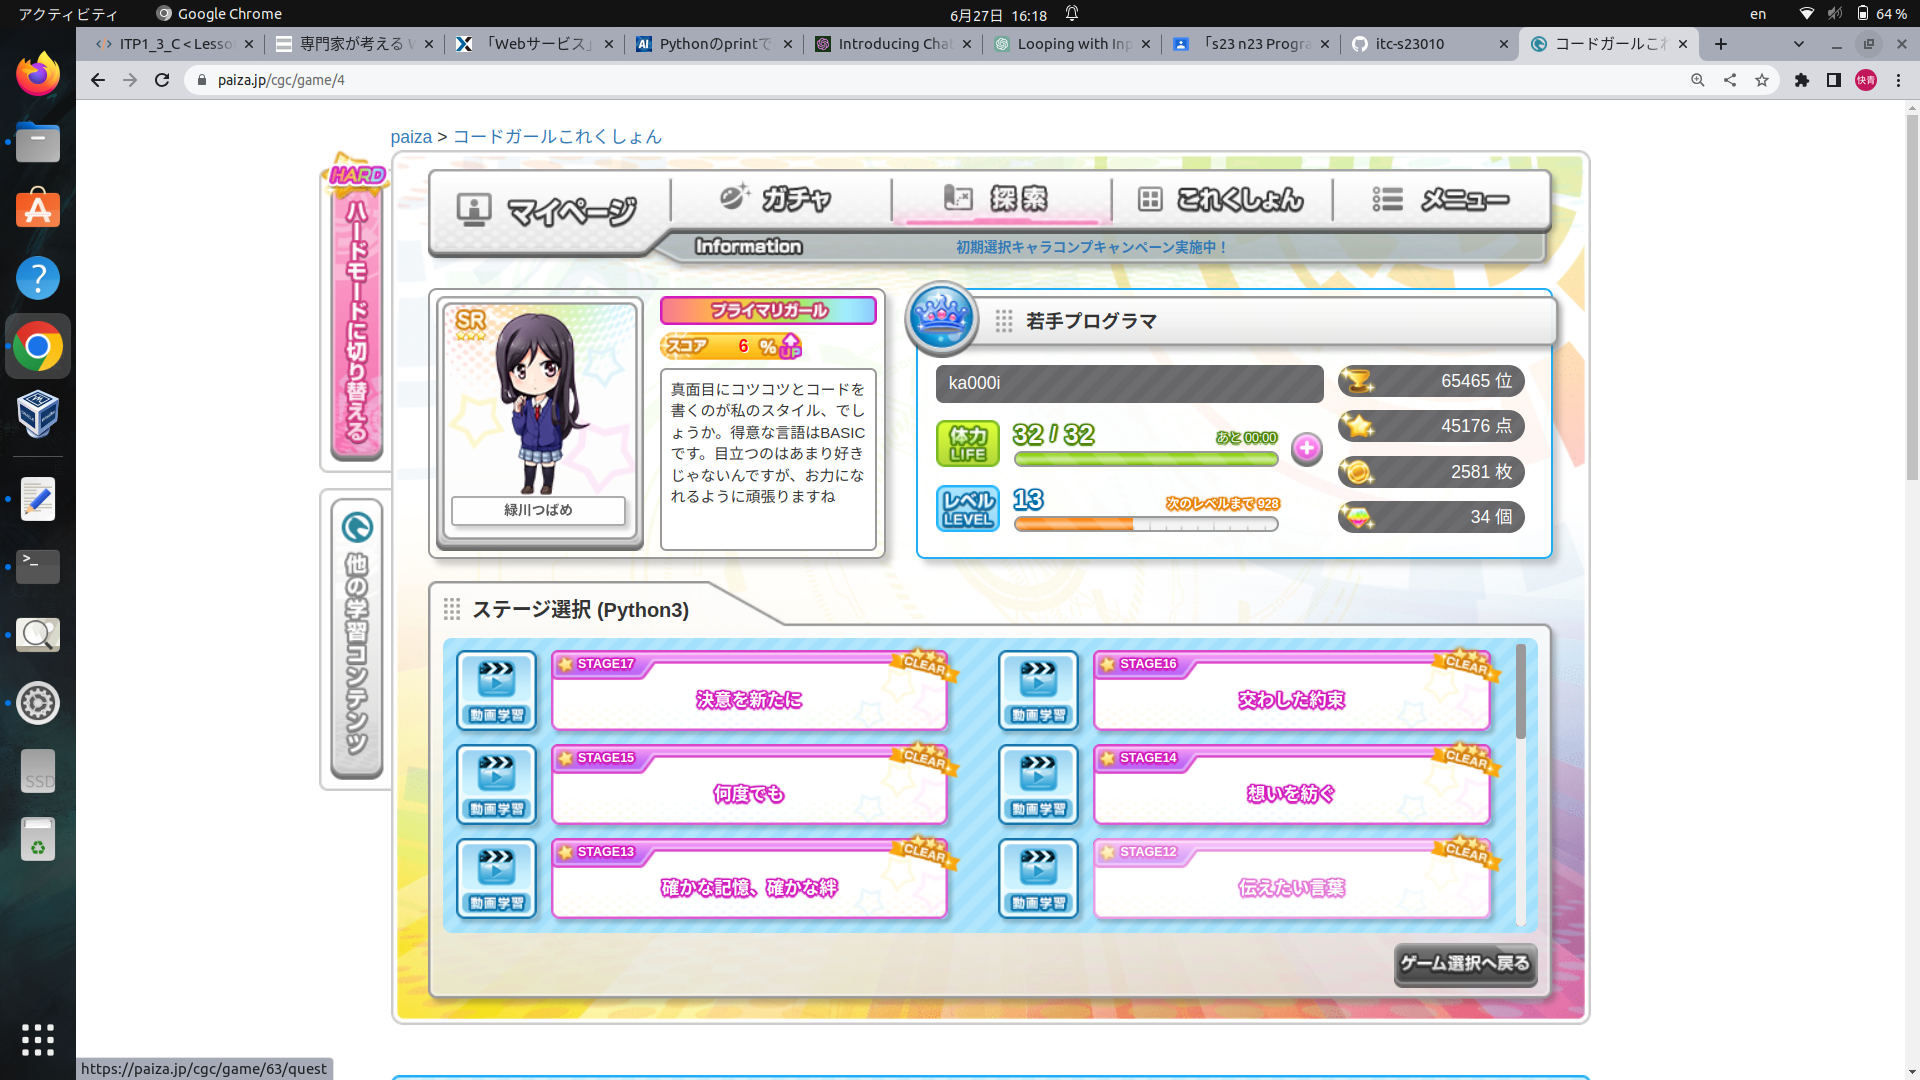 アクティビティ
Google Chrome
6月27日 16:18
en
64 %
ITP1_3_C < Lesso
専門家が考える W
「Webサービス」
Pythonのprintで
Introducing Cha
Looping with Inp
「s23 n23 Progra
itc-s23010
コードガールこれ
paiza.jp/cgc/game/4
快青
paiza > コードガールこれくしょん
HARD
ハードモードに切り替える
他の学習コンテンツ
マイページ
ガチャ
探索
これくしょん
メニュー
Information
初期選択キャラコンプキャンペーン実施中！
SR
緑川つばめ
プライマリガール
スコア 6 % UP
真面目にコツコツとコードを
書くのが私のスタイル、でし
ょうか。得意な言語はBASIC
です。目立つのはあまり好き
じゃないんですが、お力にな
れるように頑張りますね
若手プログラマ
ka000i
体力 LIFE
32 / 32
あと 00:00
レベル LEVEL
13
次のレベルまで 928
65465 位
45176 点
2581 枚
34 個
ステージ選択 (Python3)
動画学習
STAGE17
CLEAR
決意を新たに
動画学習
STAGE16
CLEAR
交わした約束
動画学習
STAGE15
CLEAR
何度でも
動画学習
STAGE14
CLEAR
想いを紡ぐ
動画学習
STAGE13
CLEAR
確かな記憶、確かな絆
動画学習
STAGE12
CLEAR
伝えたい言葉
ゲーム選択へ戻る
SSD
https://paiza.jp/cgc/game/63/quest